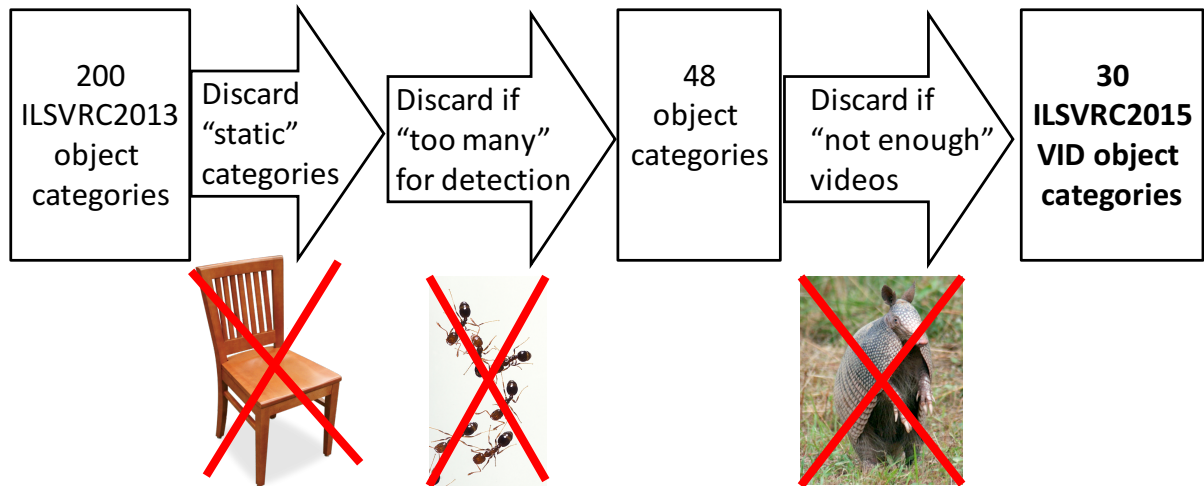 200
ILSVRC2013
object
categories
Discard
“static”
categories
Discard if
“too many”
for detection
48
object
categories
Discard if
“not enough”
videos
30
ILSVRC2015
VID object
categories